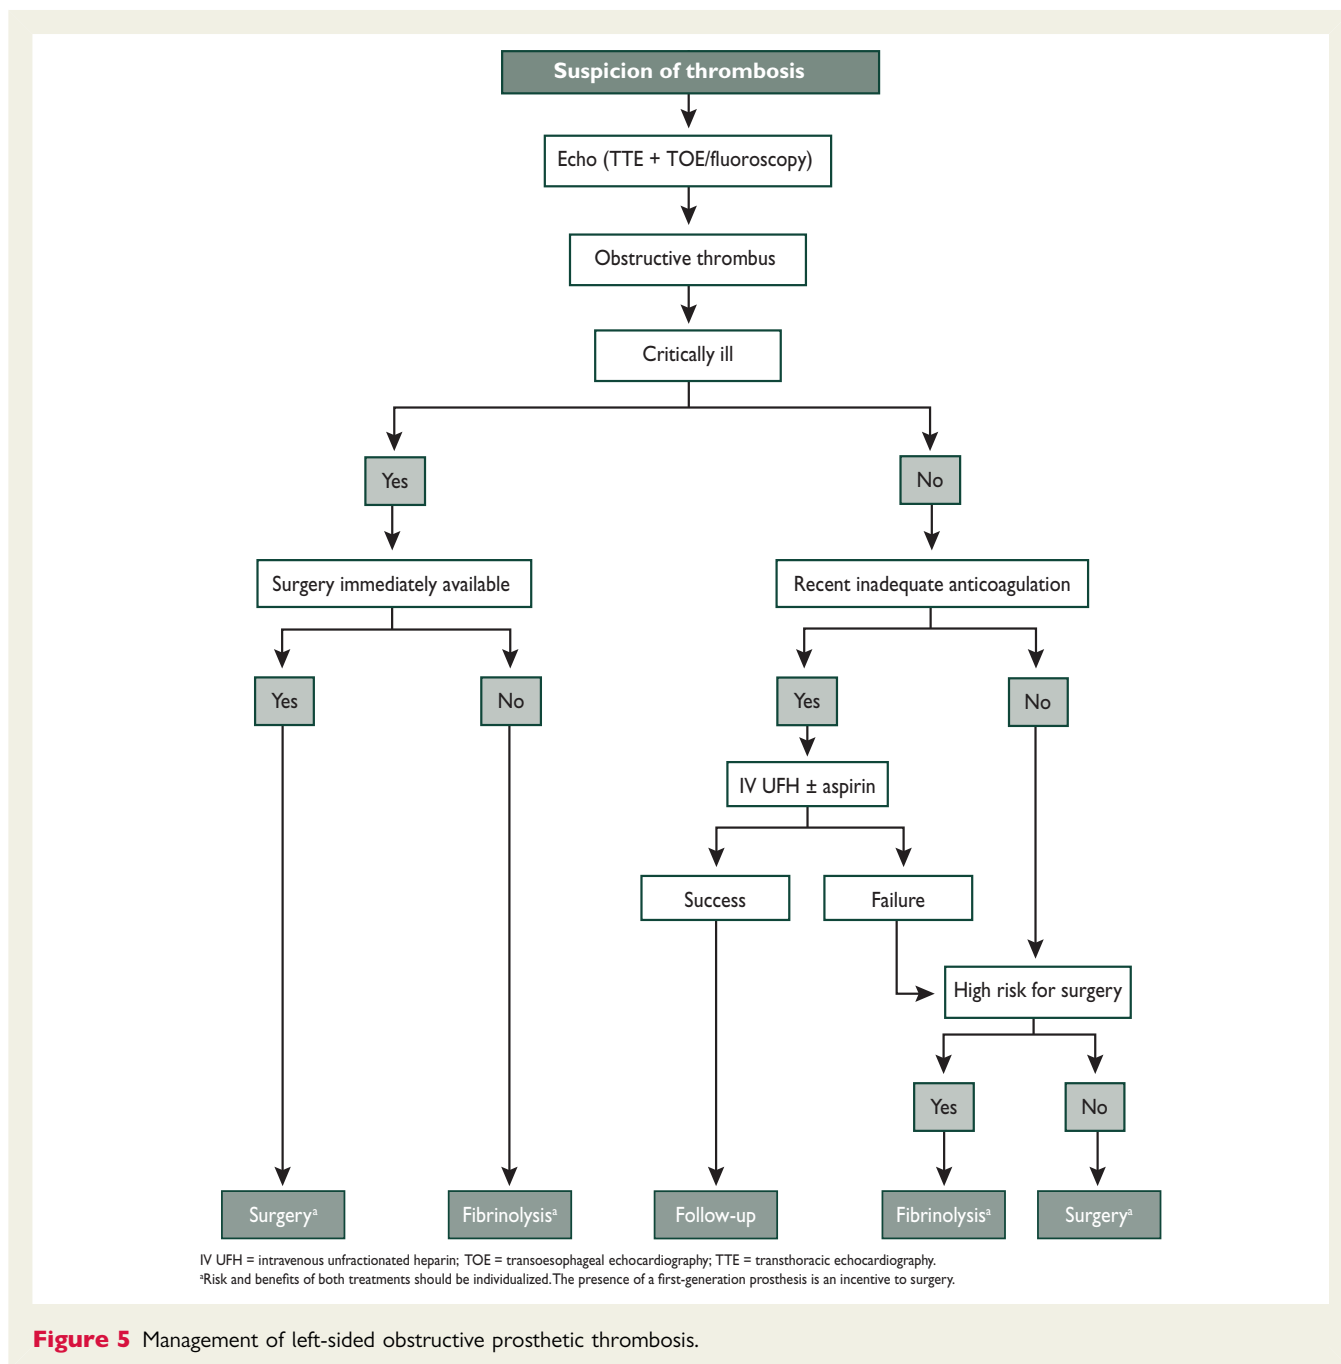 Suspicion of thrombosis
Echo (TTE + TOE/fluoroscopy)
Obstructive thrombus
Critically ill
Yes
No
Surgery immediately available
Recent inadequate anticoagulation
Yes
No
Yes
No
IV UFH ± aspirin
Success
Failure
High risk for surgery
Yes
No
Surgeryᵃ
Fibrinolysisᵃ
Follow-up
Fibrinolysisᵃ
Surgeryᵃ
IV UFH = intravenous unfractionated heparin; TOE = transoesophageal echocardiography; TTE = transthoracic echocardiography.
ᵃRisk and benefits of both treatments should be individualized. The presence of a first-generation prosthesis is an incentive to surgery.
Figure 5 Management of left-sided obstructive prosthetic thrombosis.